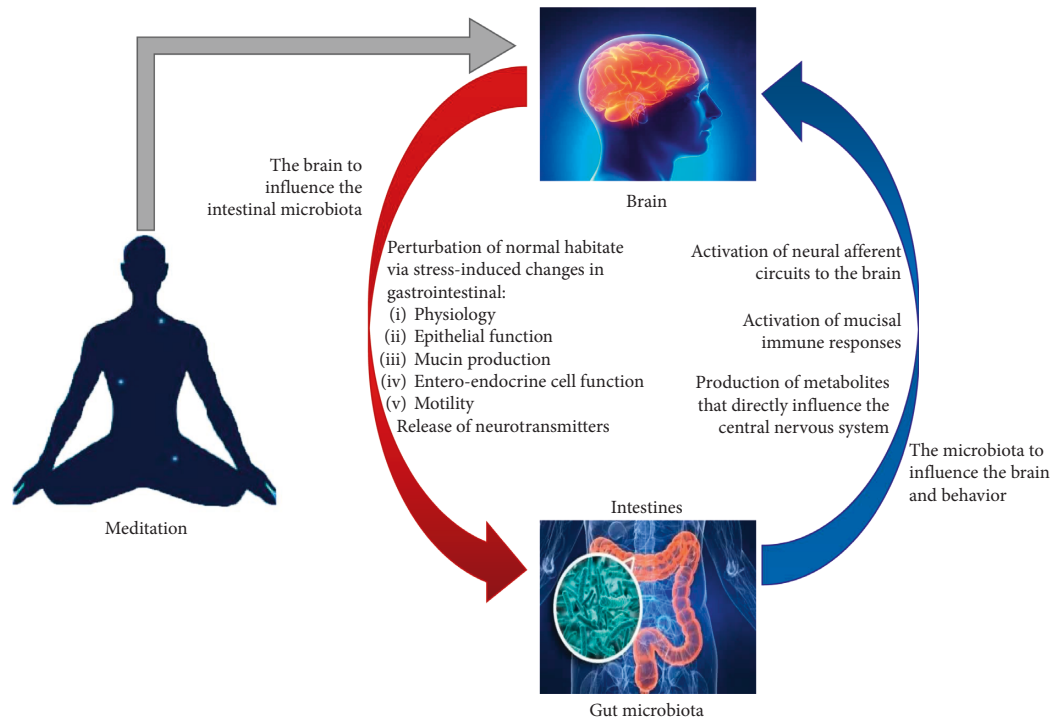 Brain
The brain to
influence the
intestinal microbiota
Perturbation of normal habitate
via stress-induced changes in
gastrointestinal:
(i) Physiology
(ii) Epithelial function
(iii) Mucin production
(iv) Entero-endocrine cell function
(v) Motility
Release of neurotransmitters
Activation of neural afferent
circuits to the brain
Activation of mucisal
immune responses
Production of metabolites
that directly influence the
central nervous system
The microbiota to
influence the brain
and behavior
Meditation
Intestines
Gut microbiota